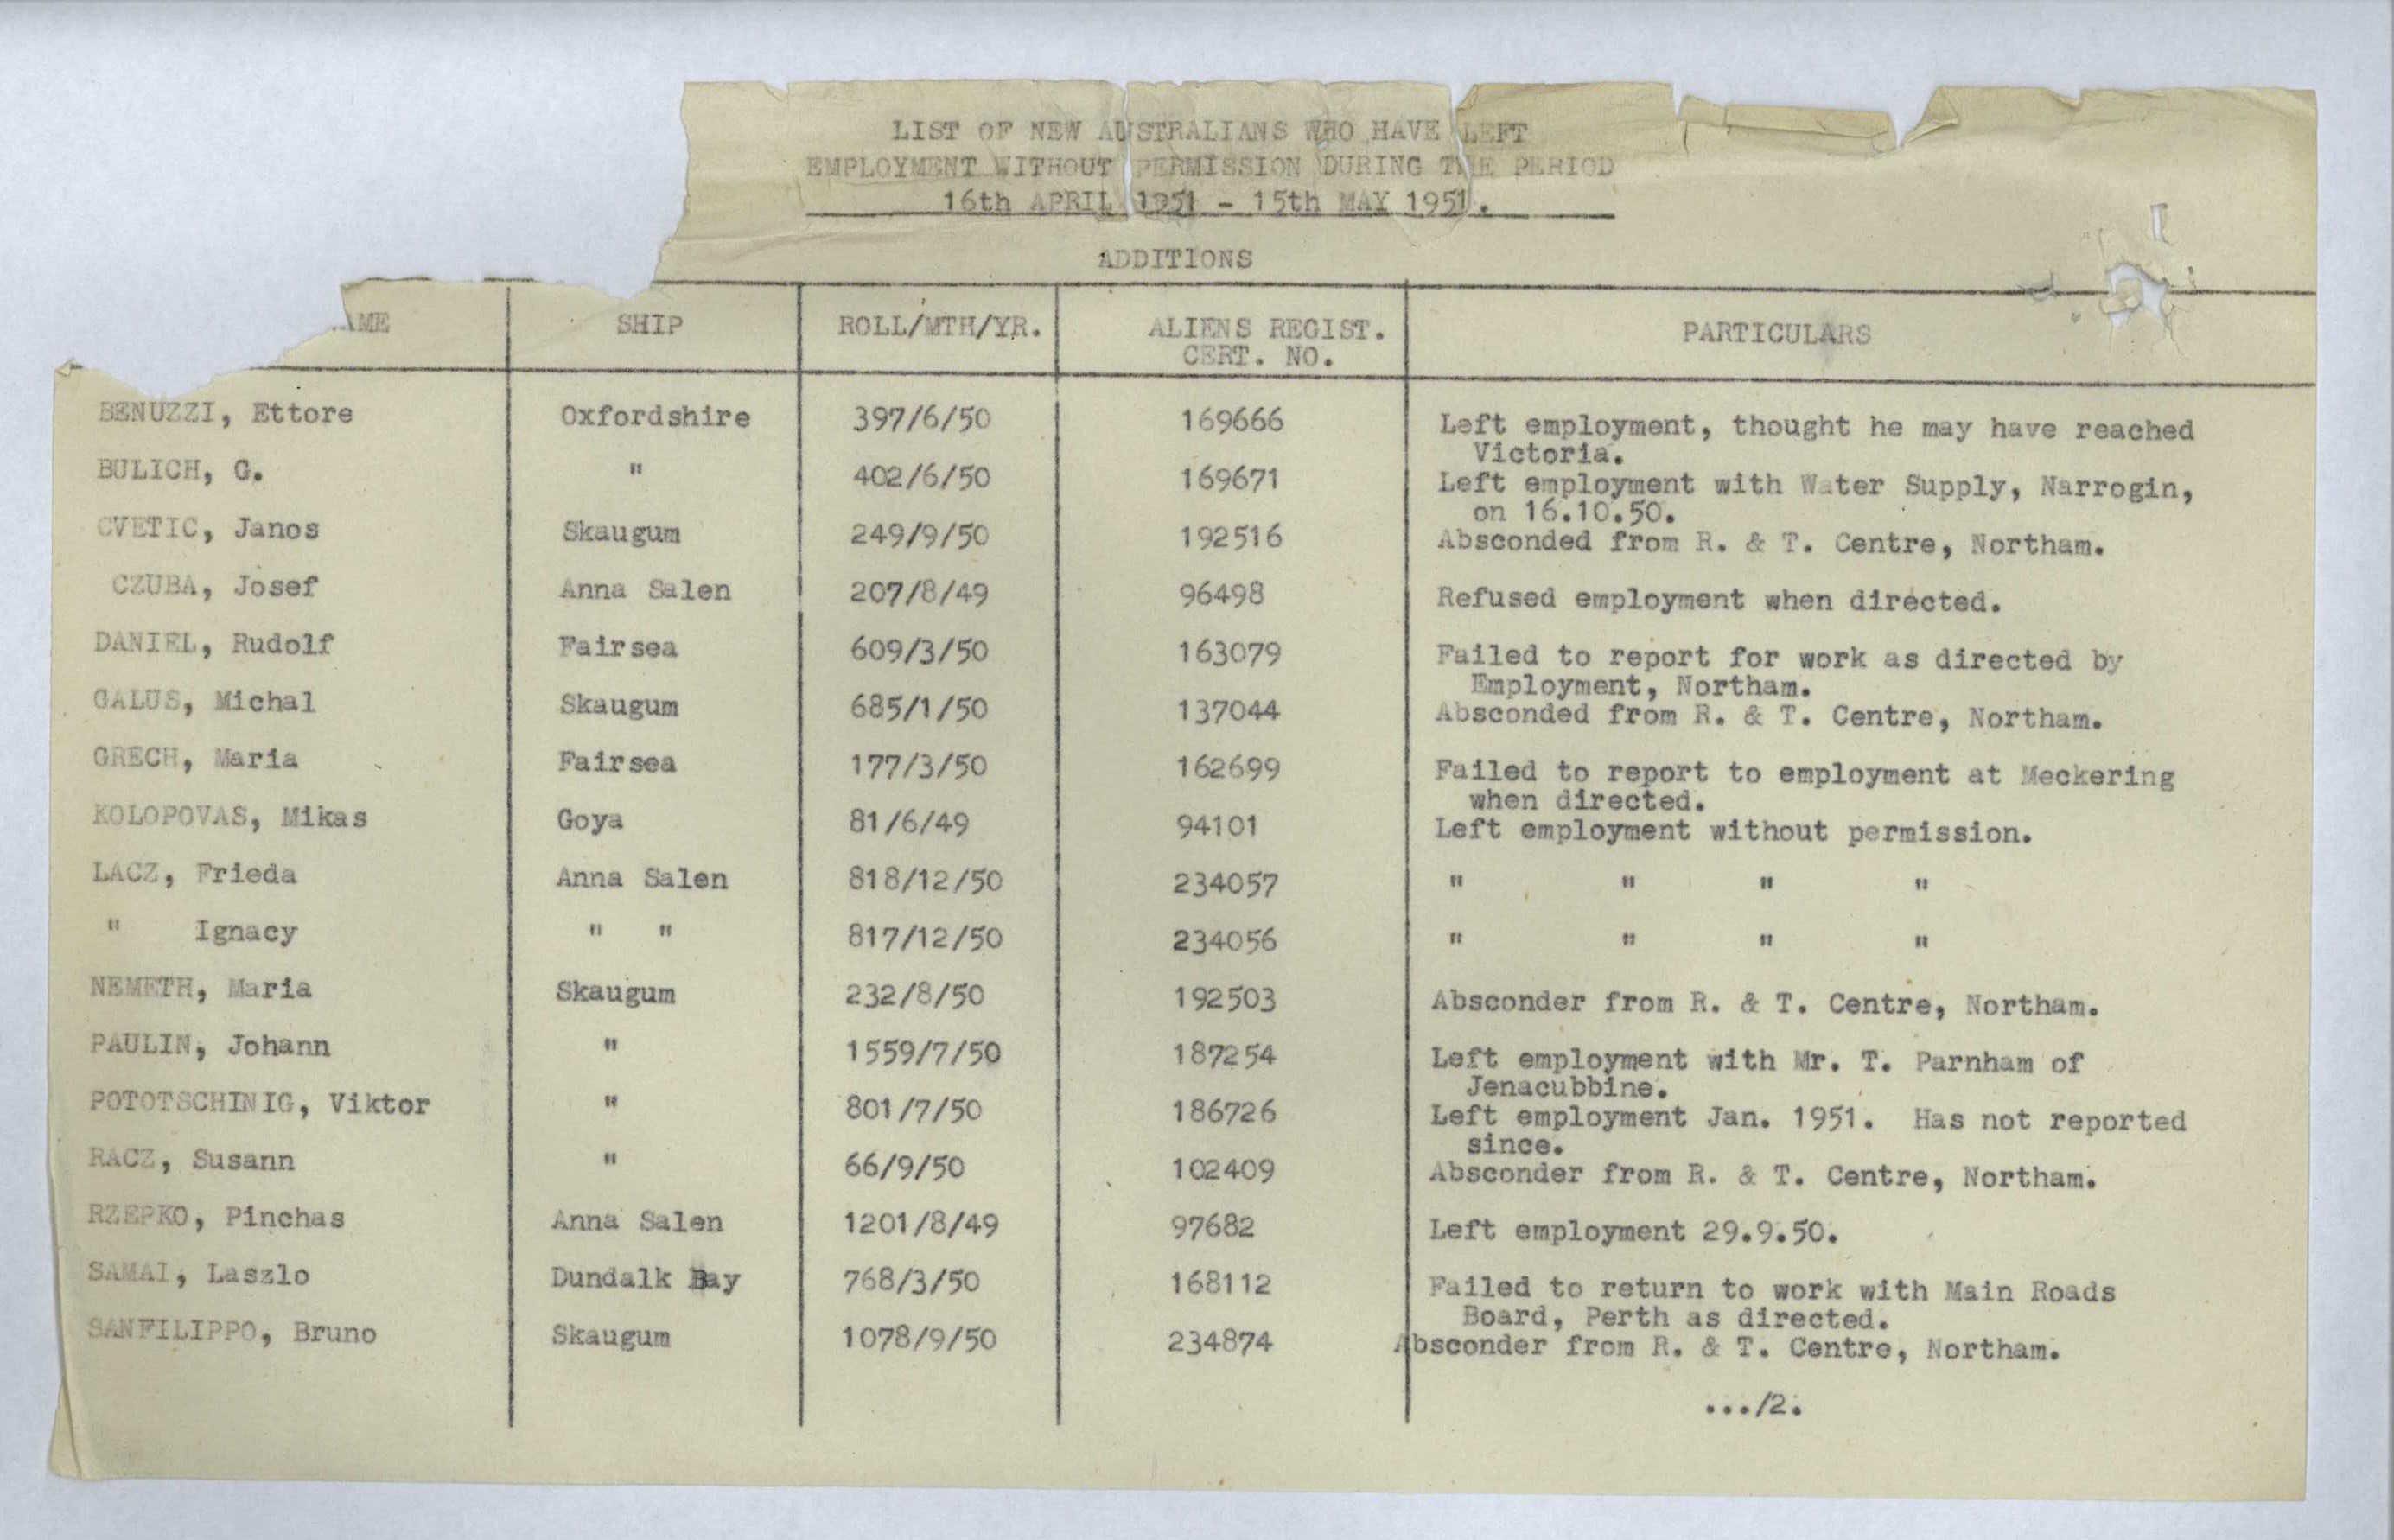 LIST OF NEW AUSTRALIANS WHO HAVE LEFT
EMPLOYMENT WITHOUT PERMISSION DURING THE PERIOD
16th APRIL 1951 - 15th MAY 1951.
ADDITIONS
AME SHIP ROLL/MTH/YR. ALIENS REGIST. PARTICULARS
CERT. NO.
BENUZZI, Ettore Oxfordshire 397/6/50 169666 Left employment, thought he may have reached
Victoria.
BULICH, G. " 402/6/50 169671 Left employment with Water Supply, Narrogin,
on 16.10.50.
CVETIC, Janos Skaugum 249/9/50 192516 Absconded from R. & T. Centre, Northam.
CZUBA, Josef Anna Salen 207/8/49 96498 Refused employment when directed.
DANIEL, Rudolf Fairsea 609/3/50 163079 Failed to report for work as directed by
Employment, Northam.
GALUS, Michal Skaugum 685/1/50 137044 Absconded from R. & T. Centre, Northam.
GRECH, Maria Fairsea 177/3/50 162699 Failed to report to employment at Meckering
when directed.
KOLOPOVAS, Mikas Goya 81/6/49 94101 Left employment without permission.
LACZ, Frieda Anna Salen 818/12/50 234057 " " " "
" Ignacy " " 817/12/50 234056 " " " "
NEMETH, Maria Skaugum 232/8/50 192503 Absconder from R. & T. Centre, Northam.
PAULIN, Johann " 1559/7/50 187254 Left employment with Mr. T. Parnham of
Jenacubbine.
POTOTSCHINIG, Viktor " 801/7/50 186726 Left employment Jan. 1951. Has not reported
since.
RACZ, Susann " 66/9/50 102409 Absconder from R. & T. Centre, Northam.
RZEPKO, Pinchas Anna Salen 1201/8/49 97682 Left employment 29.9.50.
SAMAI, Laszlo Dundalk Bay 768/3/50 168112 Failed to return to work with Main Roads
Board, Perth as directed.
SANFILIPPO, Bruno Skaugum 1078/9/50 234874 Absconder from R. & T. Centre, Northam.
.../2.